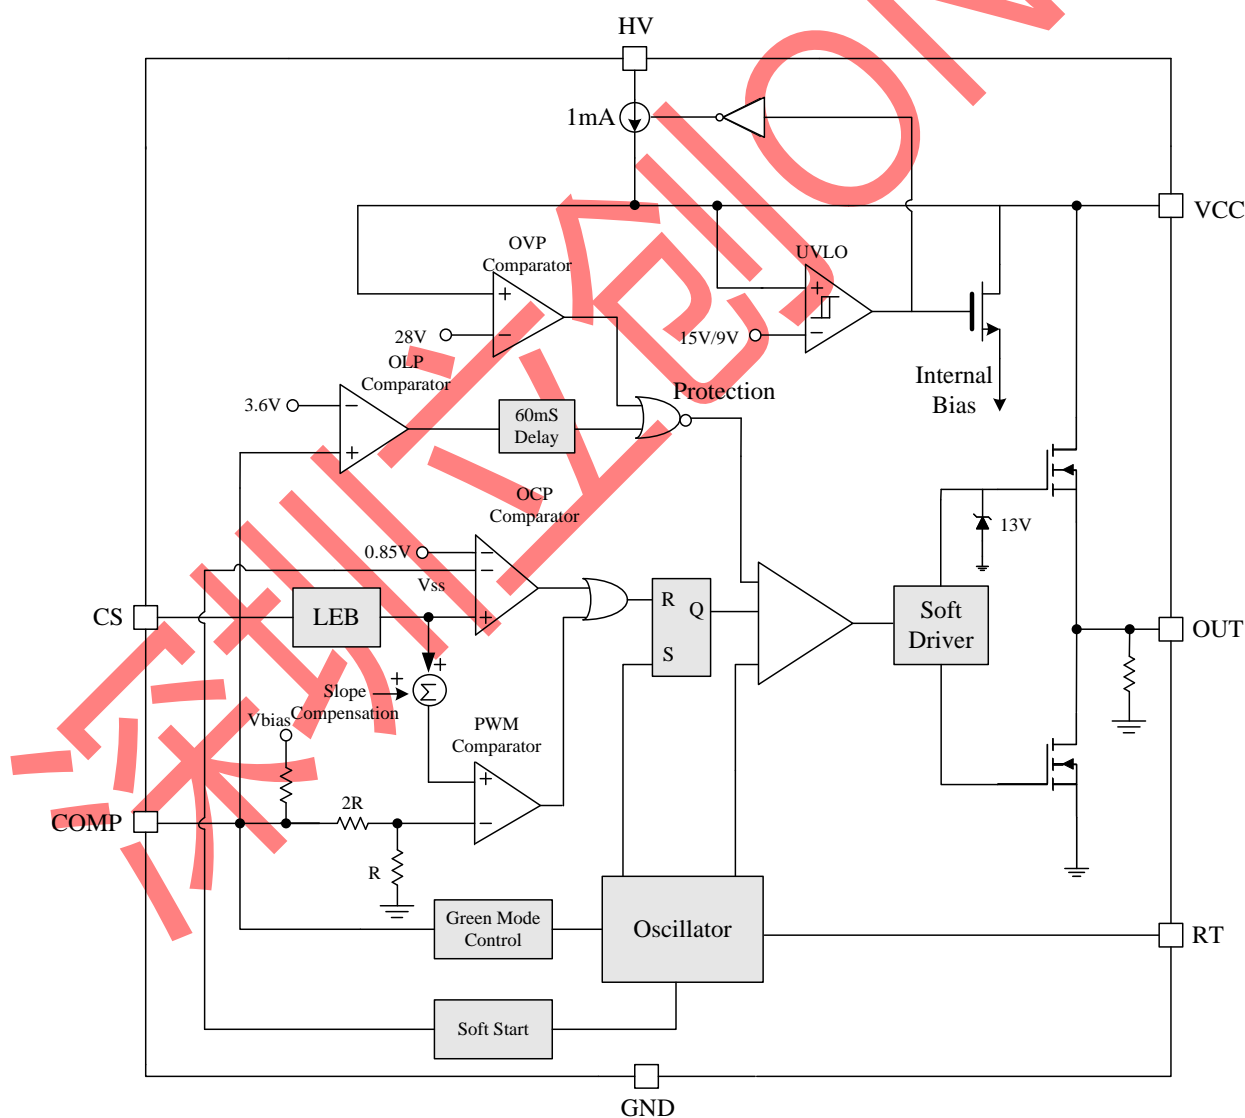 HV
1mA
VCC
OVP
Comparator
UVLO
+
+
28V
−
15V/9V
−
OLP
Comparator
Internal
Bias
Protection
3.6V
−
60mS
Delay
+
OCP
Comparator
13V
0.85V
−
−
Vss
CS
LEB
+
R
Q
S
Soft
Driver
OUT
+
+
Σ
Slope
Compensation
Vbias
PWM
Comparator
+
COMP
2R
−
R
Green Mode
Control
Oscillator
RT
Soft Start
GND